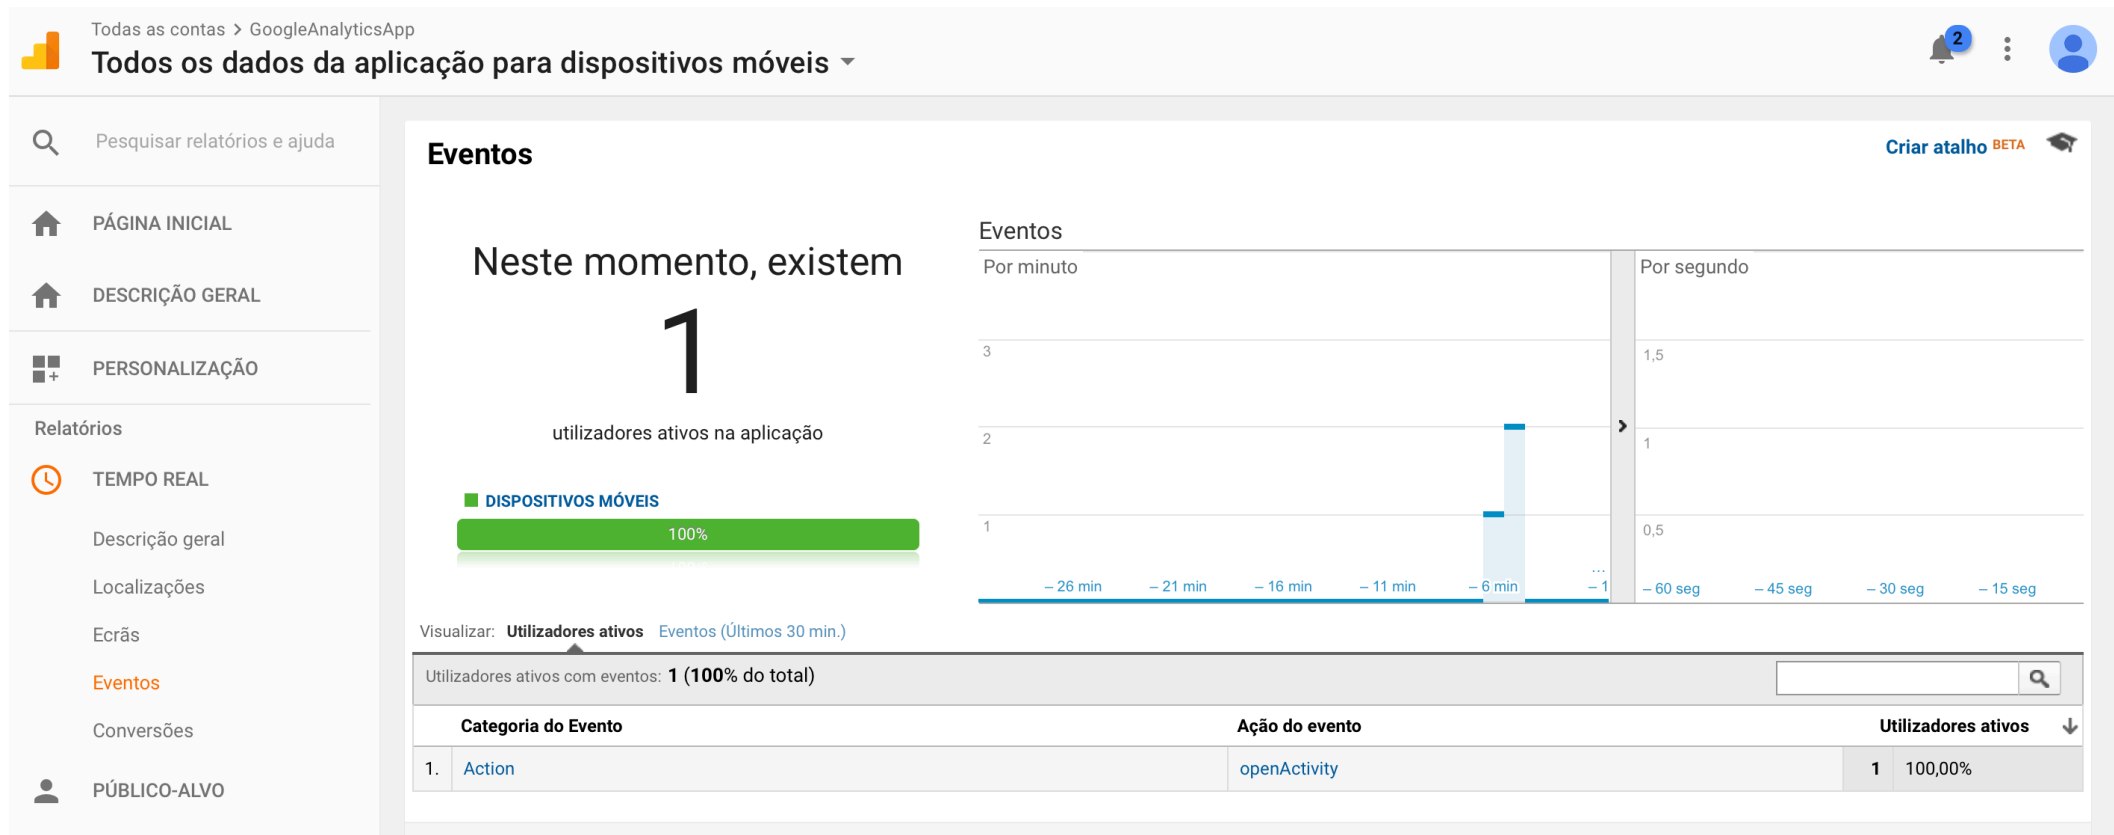 Todas as contas > GoogleAnalyticsApp
Todos os dados da aplicação para dispositivos móveis
2
Pesquisar relatórios e ajuda
PÁGINA INICIAL
DESCRIÇÃO GERAL
PERSONALIZAÇÃO
Relatórios
TEMPO REAL
Descrição geral
Localizações
Ecrãs
Eventos
Conversões
PÚBLICO-ALVO
Eventos
Criar atalho BETA
Neste momento, existem
1
utilizadores ativos na aplicação
DISPOSITIVOS MÓVEIS
100%
Eventos
Por minuto
3
2
1
– 26 min – 21 min – 16 min – 11 min – 6 min – 1
...
Por segundo
1,5
1
0,5
– 60 seg – 45 seg – 30 seg – 15 seg
Visualizar: Utilizadores ativos Eventos (Últimos 30 min.)
Utilizadores ativos com eventos: 1 (100% do total)
Categoria do Evento Ação do evento Utilizadores ativos
1. Action openActivity 1 100,00%